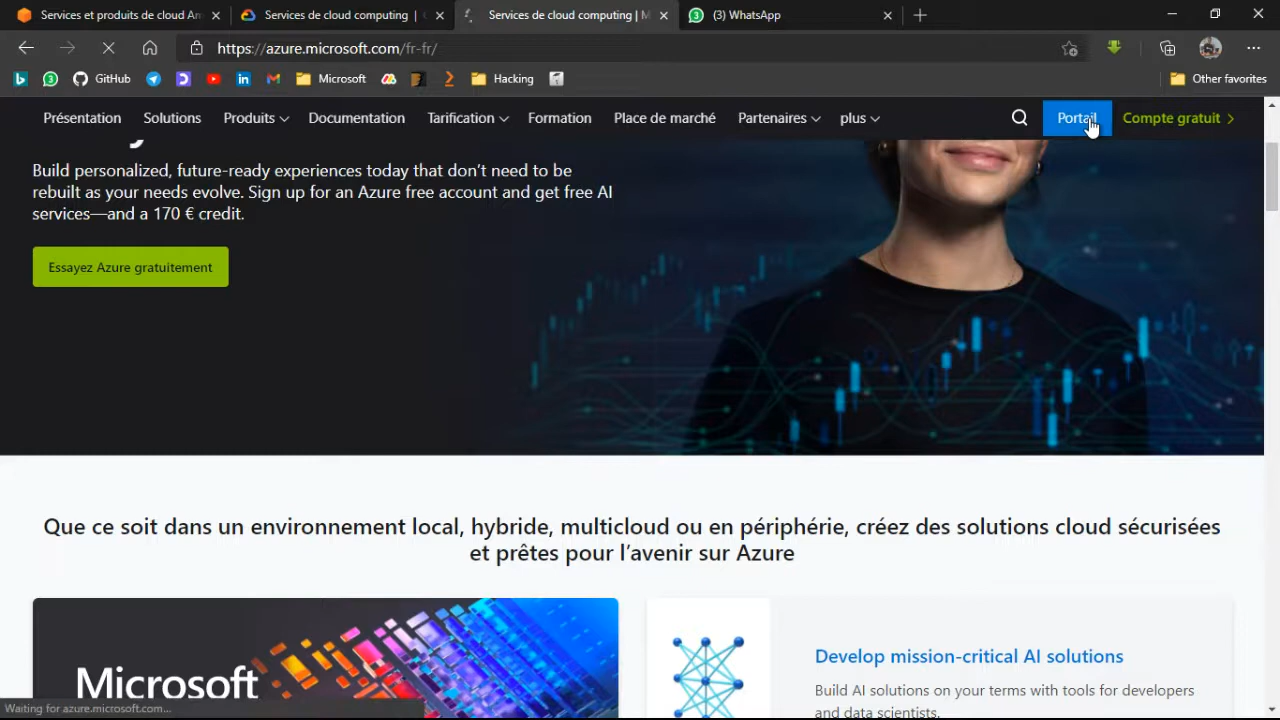 Services et produits de cloud Am
Services de cloud computing |
Services de cloud computing | M
(3) WhatsApp
https://azure.microsoft.com/fr-fr/
GitHub
Microsoft
Hacking
Other favorites
Présentation
Solutions
Produits
Documentation
Tarification
Formation
Place de marché
Partenaires
plus
Portail
Compte gratuit
Build personalized, future-ready experiences today that don't need to be
rebuilt as your needs evolve. Sign up for an Azure free account and get free AI
services—and a 170 € credit.
Essayez Azure gratuitement
Que ce soit dans un environnement local, hybride, multicloud ou en périphérie, créez des solutions cloud sécurisées
et prêtes pour l'avenir sur Azure
Microsoft
Develop mission-critical AI solutions
Build AI solutions on your terms with tools for developers
and data scientists.
Waiting for azure.microsoft.com...